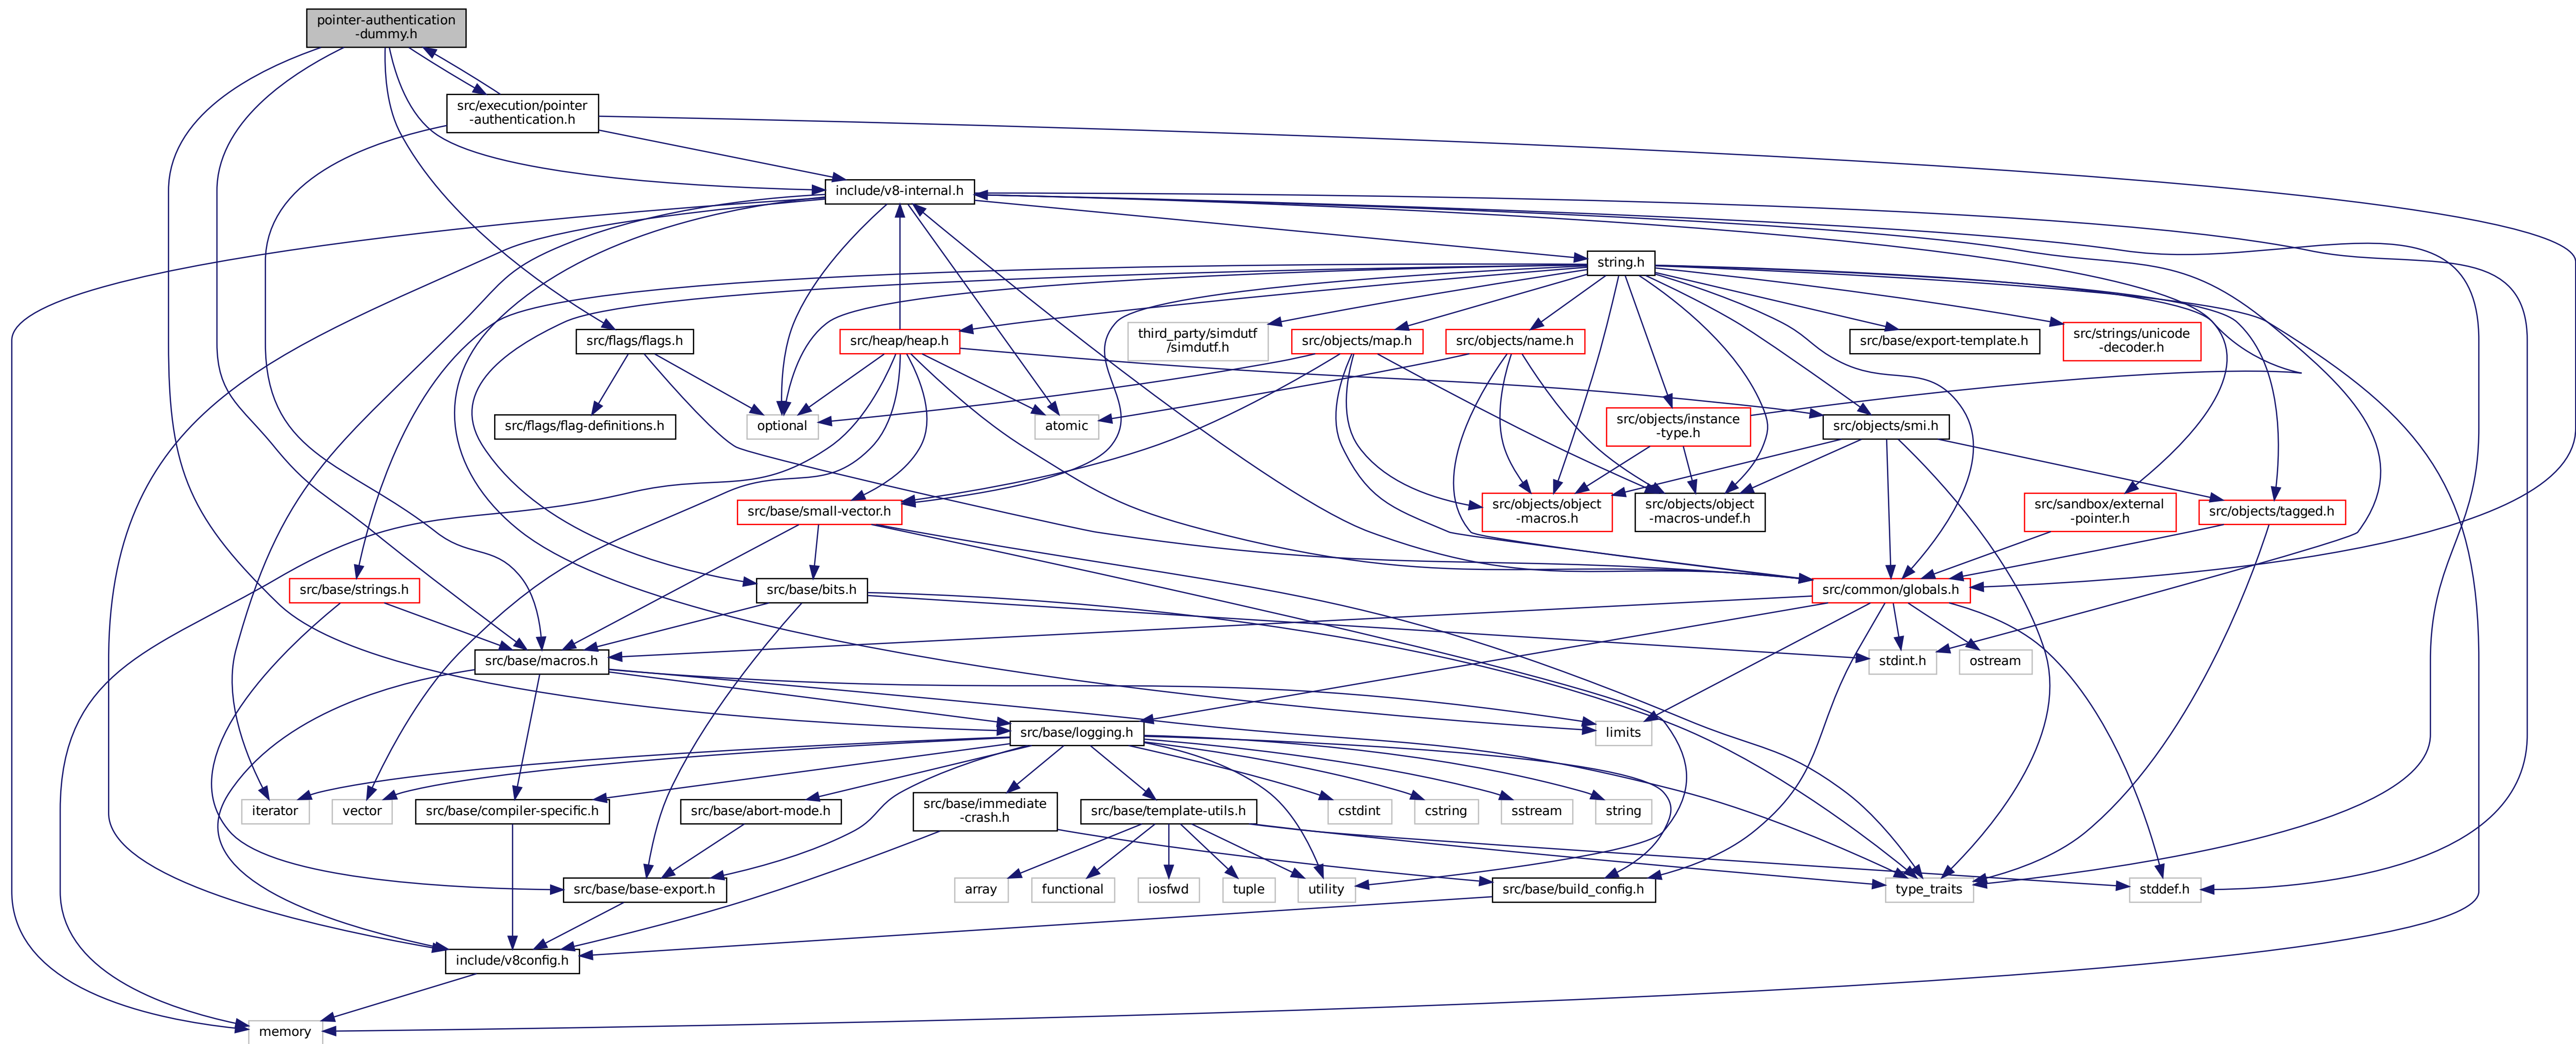 pointer-authentication
-dummy.h
src/execution/pointer
-authentication.h
include/v8-internal.h
string.h
src/flags/flags.h
src/heap/heap.h
third_party/simdutf
/simdutf.h
src/objects/map.h
src/objects/name.h
src/base/export-template.h
src/strings/unicode
-decoder.h
src/flags/flag-definitions.h
optional
atomic
src/objects/instance
-type.h
src/objects/smi.h
src/base/small-vector.h
src/objects/object
-macros.h
src/objects/object
-macros-undef.h
src/sandbox/external
-pointer.h
src/objects/tagged.h
src/base/strings.h
src/base/bits.h
src/common/globals.h
src/base/macros.h
stdint.h
ostream
src/base/logging.h
limits
iterator
vector
src/base/compiler-specific.h
src/base/abort-mode.h
src/base/immediate
-crash.h
src/base/template-utils.h
cstdint
cstring
sstream
string
src/base/base-export.h
array
functional
iosfwd
tuple
utility
src/base/build_config.h
type_traits
stddef.h
include/v8config.h
memory